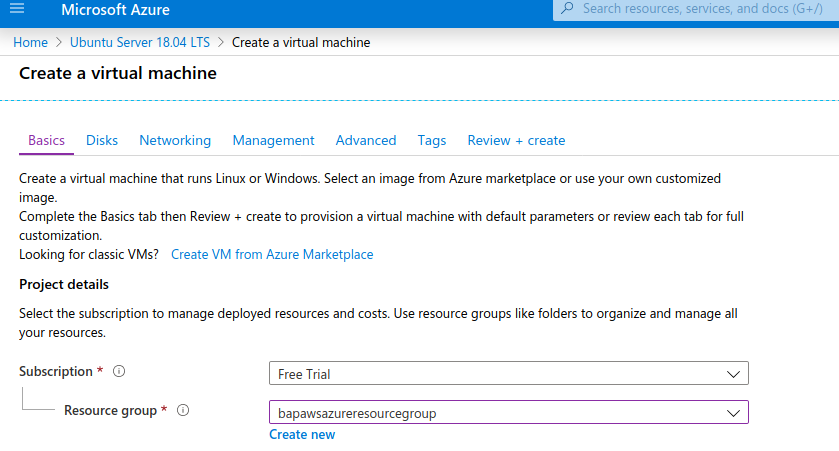 Microsoft Azure
Search resources, services, and docs (G+/)
Home > Ubuntu Server 18.04 LTS > Create a virtual machine
Create a virtual machine
Basics Disks Networking Management Advanced Tags Review + create
Create a virtual machine that runs Linux or Windows. Select an image from Azure marketplace or use your own customized
image.
Complete the Basics tab then Review + create to provision a virtual machine with default parameters or review each tab for full
customization.
Looking for classic VMs? Create VM from Azure Marketplace
Project details
Select the subscription to manage deployed resources and costs. Use resource groups like folders to organize and manage all
your resources.
Subscription * Free Trial
Resource group * bapawsazureresourcegroup
Create new